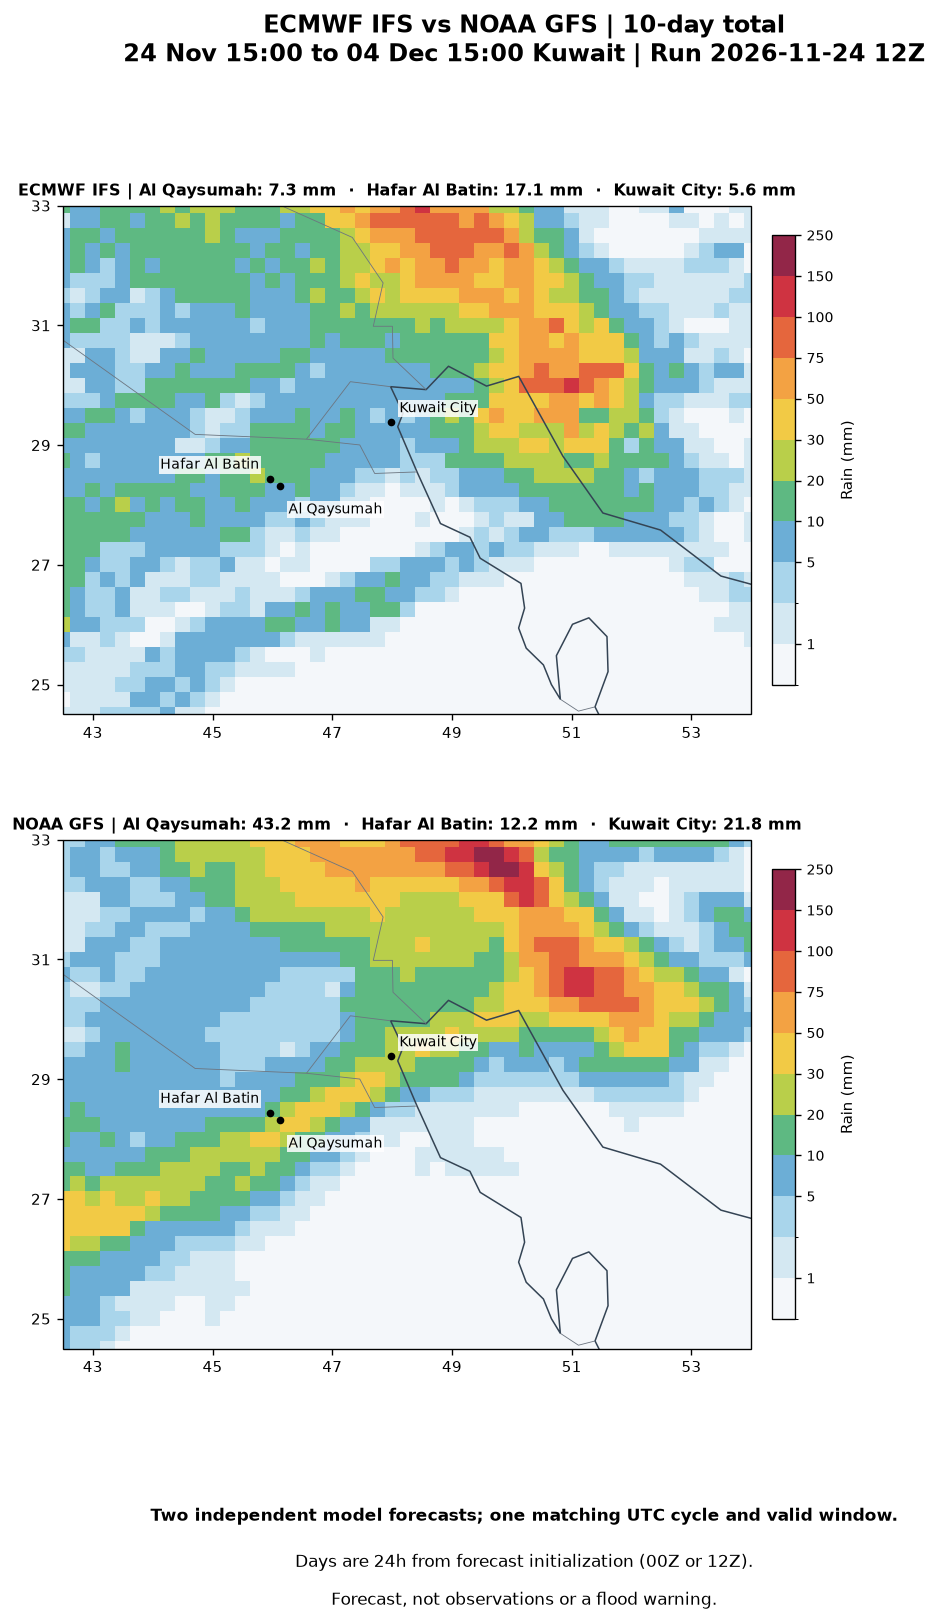 ECMWF IFS vs NOAA GFS | 10-day total
24 Nov 15:00 to 04 Dec 15:00 Kuwait | Run 2026-11-24 12Z
ECMWF IFS | Al Qaysumah: 7.3 mm · Hafar Al Batin: 17.1 mm · Kuwait City: 5.6 mm
33
31
29
27
25
43
45
47
49
51
53
Kuwait City
Hafar Al Batin
Al Qaysumah
250
150
100
75
50
30
20
10
5
1
Rain (mm)
NOAA GFS | Al Qaysumah: 43.2 mm · Hafar Al Batin: 12.2 mm · Kuwait City: 21.8 mm
33
31
29
27
25
43
45
47
49
51
53
Kuwait City
Hafar Al Batin
Al Qaysumah
250
150
100
75
50
30
20
10
5
1
Rain (mm)
Two independent model forecasts; one matching UTC cycle and valid window.
Days are 24h from forecast initialization (00Z or 12Z).
Forecast, not observations or a flood warning.